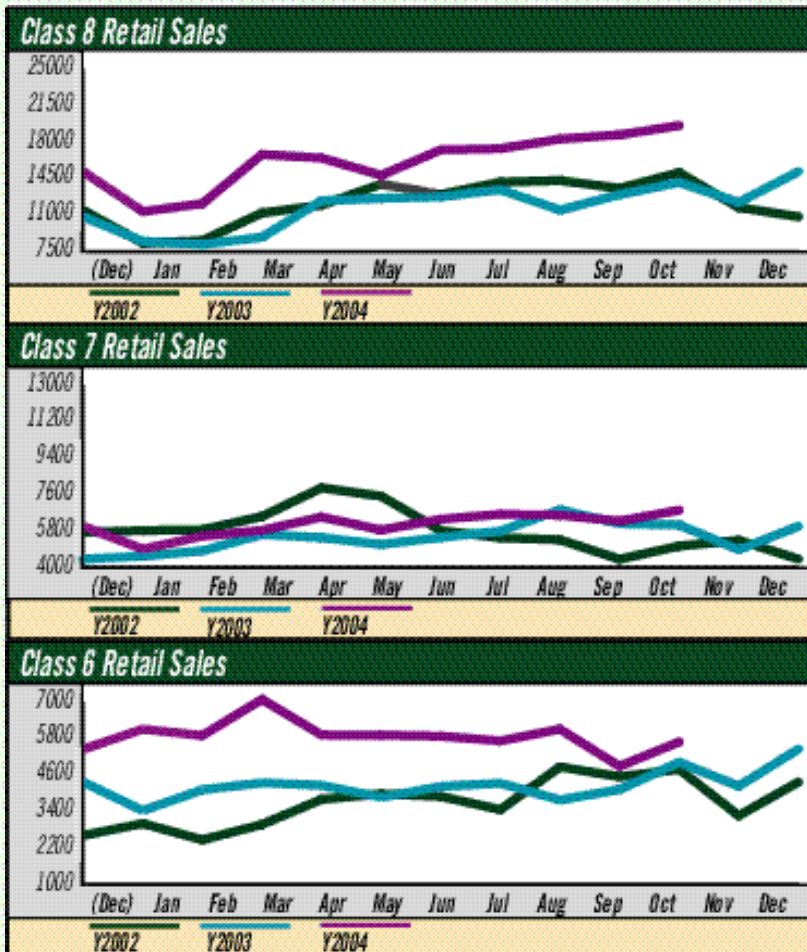 Class 8 Retail Sales
25000
21500
18000
14500
11000
7500
(Dec) Jan Feb Mar Apr May Jun Jul Aug Sep Oct Nov Dec
Y2002 Y2003 Y2004
Class 7 Retail Sales
13000
11200
9400
7600
5800
4000
(Dec) Jan Feb Mar Apr May Jun Jul Aug Sep Oct Nov Dec
Y2002 Y2003 Y2004
Class 6 Retail Sales
7000
5800
4600
3400
2200
1000
(Dec) Jan Feb Mar Apr May Jun Jul Aug Sep Oct Nov Dec
Y2002 Y2003 Y2004